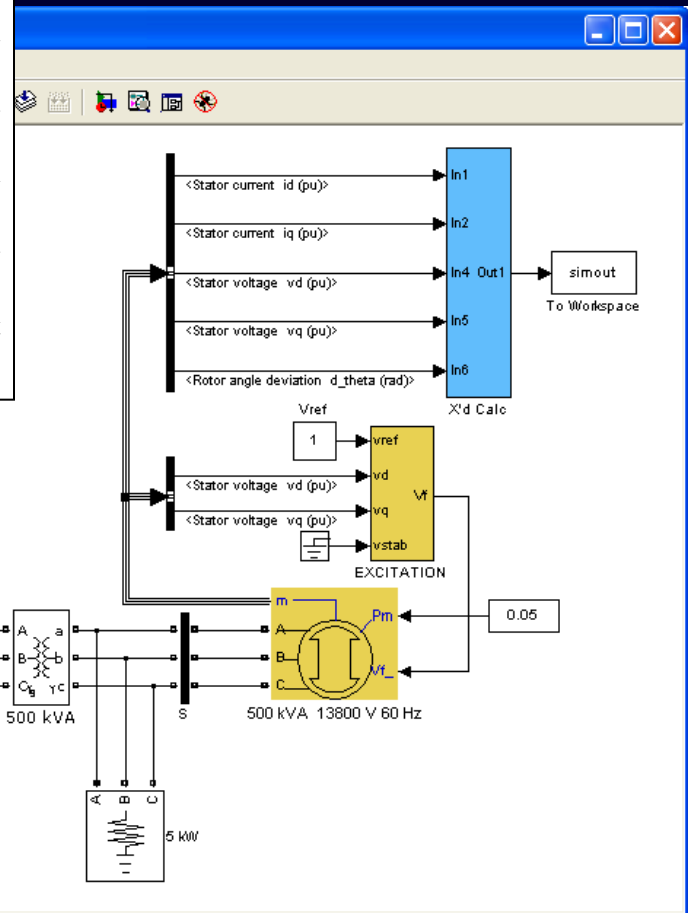 <Stator current id (pu)>
In1
<Stator current iq (pu)>
In2
<Stator voltage vd (pu)>
In4 Out1
simout
To Workspace
<Stator voltage vq (pu)>
In5
<Rotor angle deviation d_theta (rad)>
In6
X'd Calc
Vref
1
vref
<Stator voltage vd (pu)>
vd
Vf
<Stator voltage vq (pu)>
vq
vstab
EXCITATION
m
Pm
0.05
A a
A
B b
B
Vf_
C
500 kVA
S
500 kVA 13800 V 60 Hz
A B C
5 kW